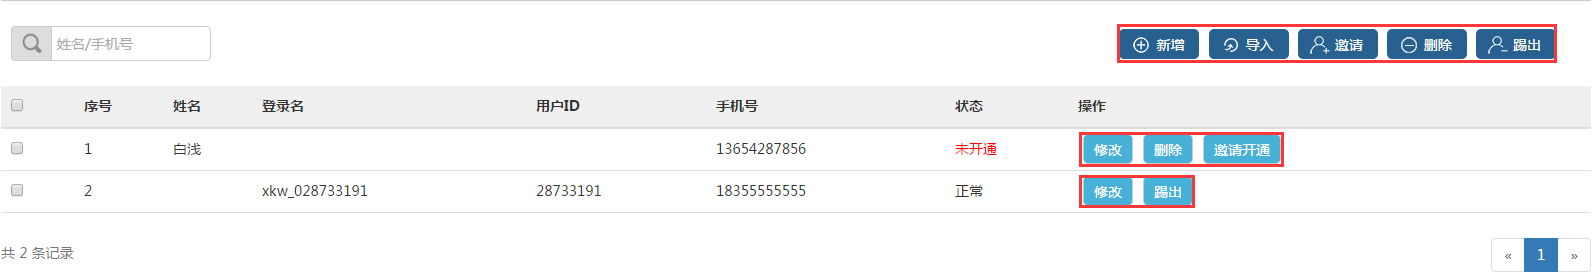 姓名/手机号 新增 导入 邀请 删除 踢出
序号 姓名 登录名 用户ID 手机号 状态 操作
1 白浅 13654287856 未开通 修改 删除 邀请开通
2 xkw_028733191 28733191 18355555555 正常 修改 踢出
共 2 条记录 « 1 »